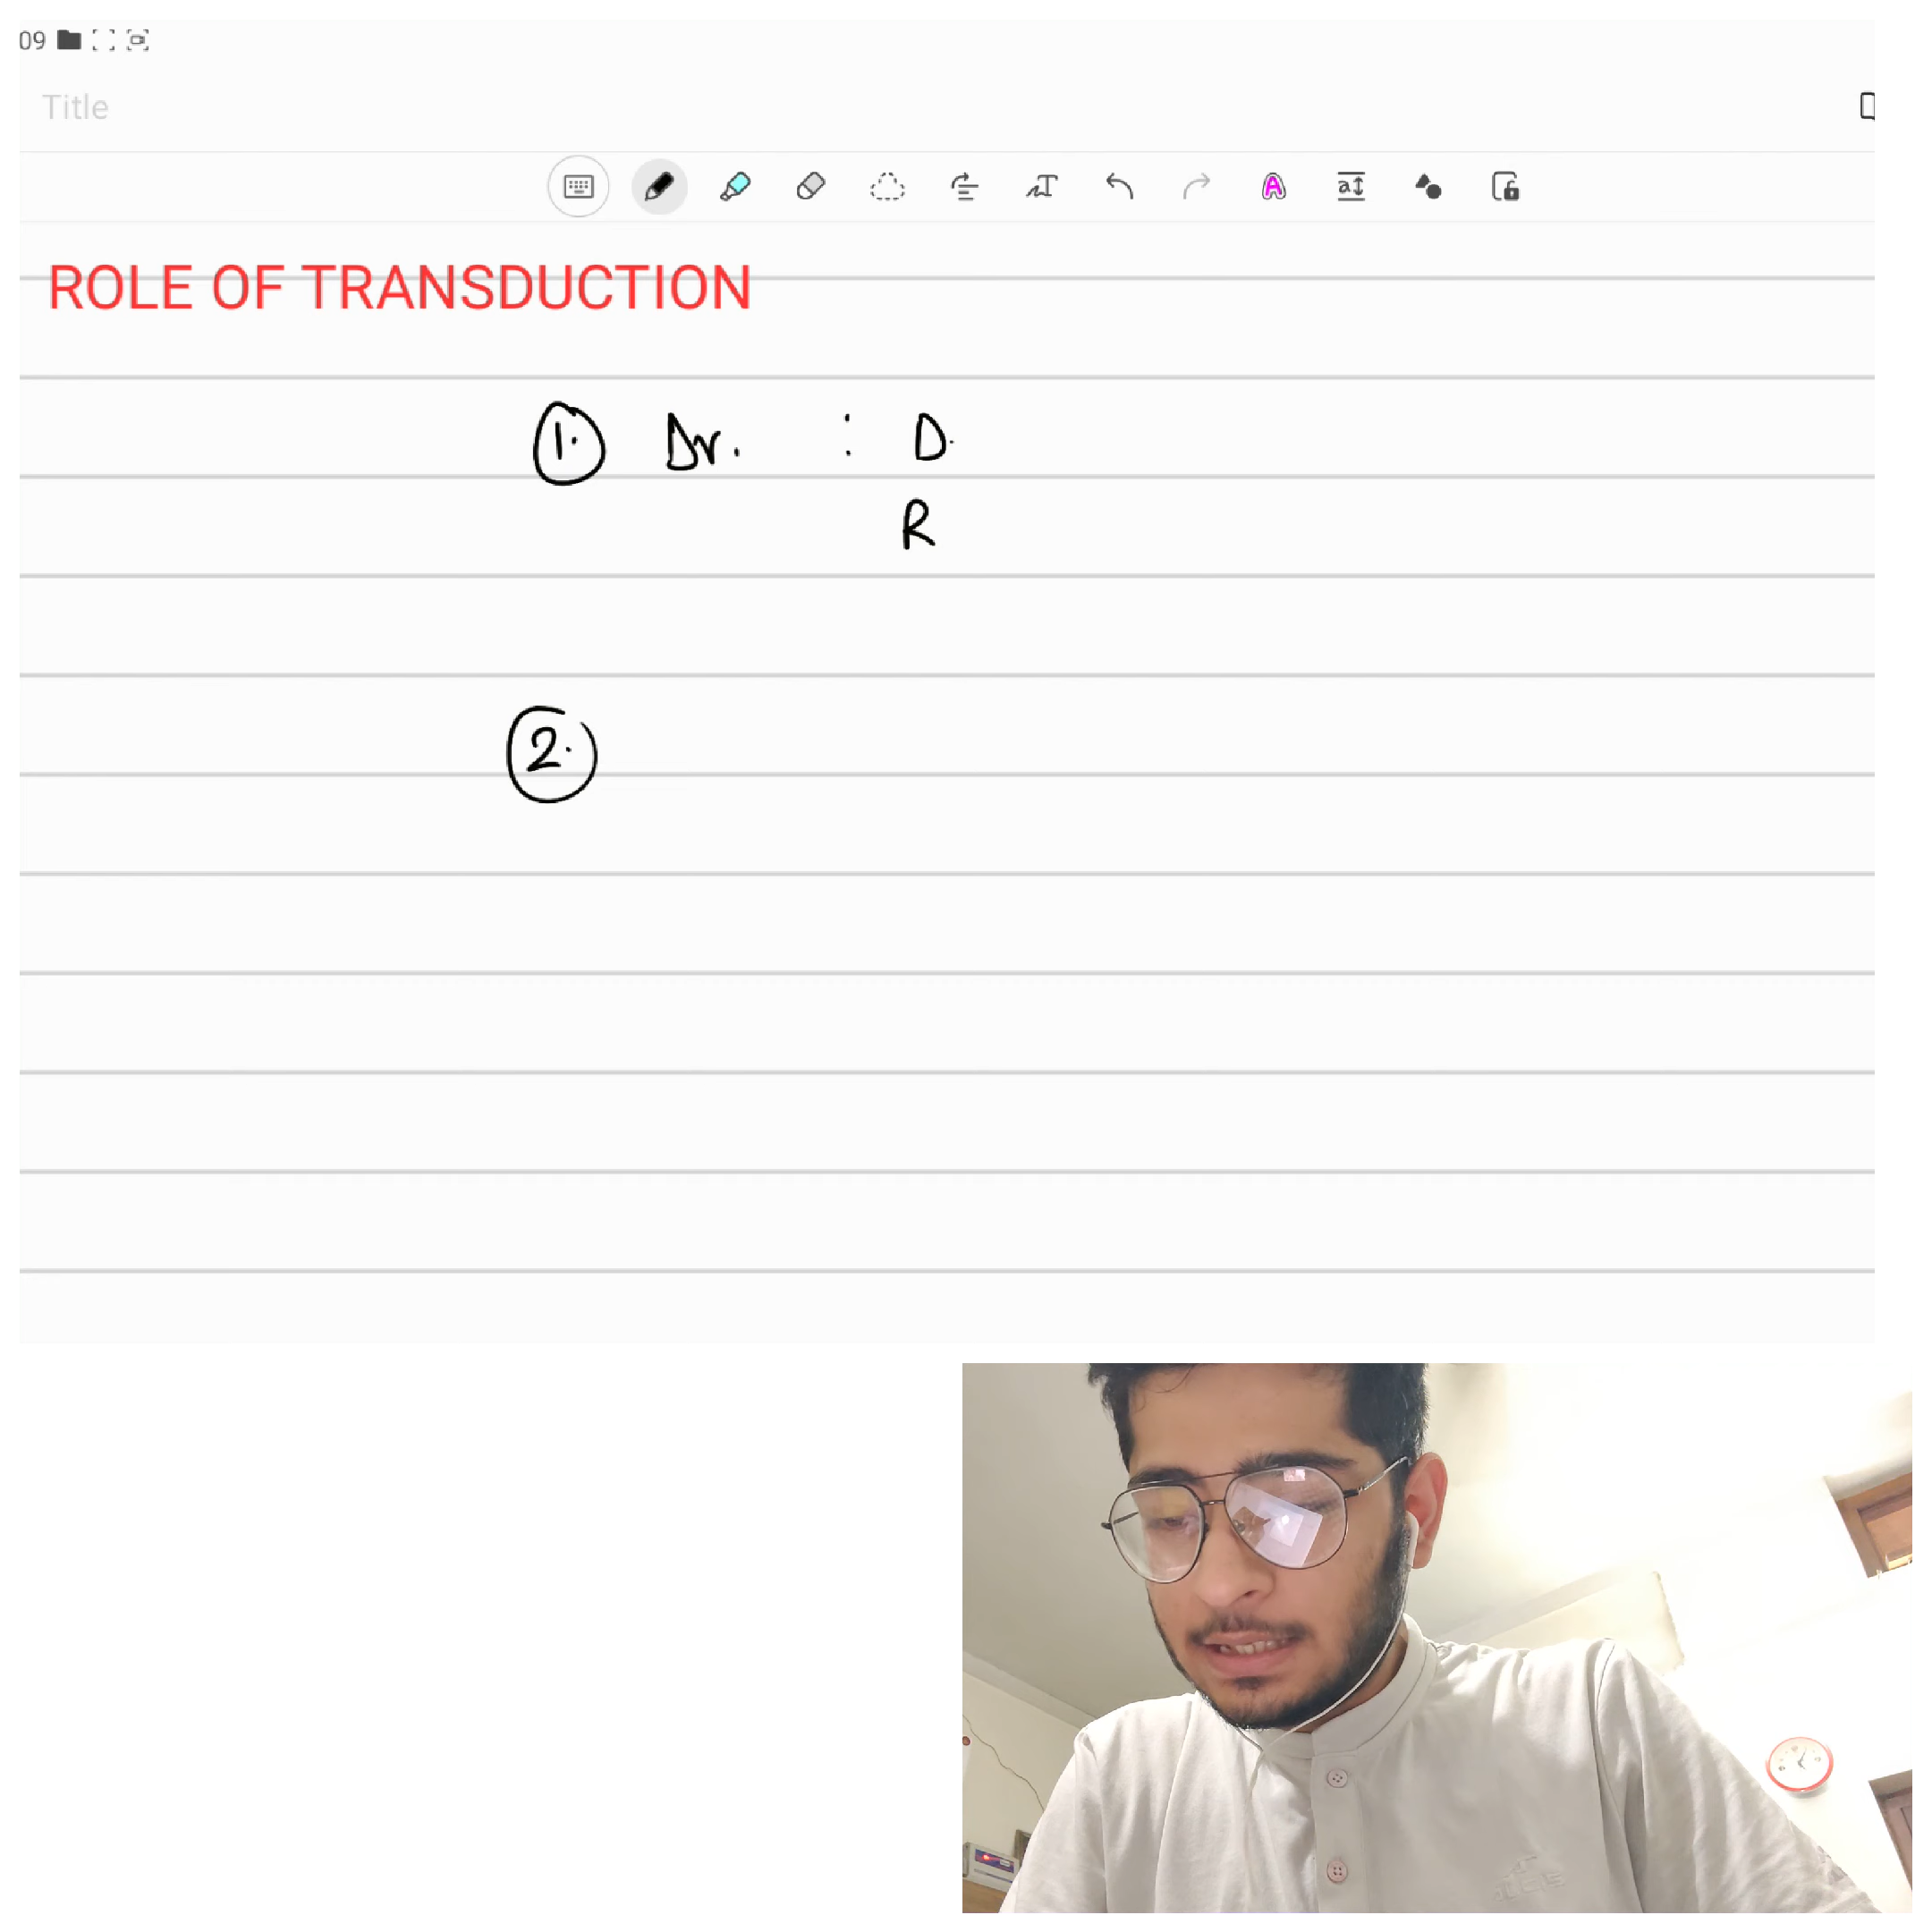 09
Title
A
a
ROLE OF TRANSDUCTION
1. Dr. : D.
R
2.